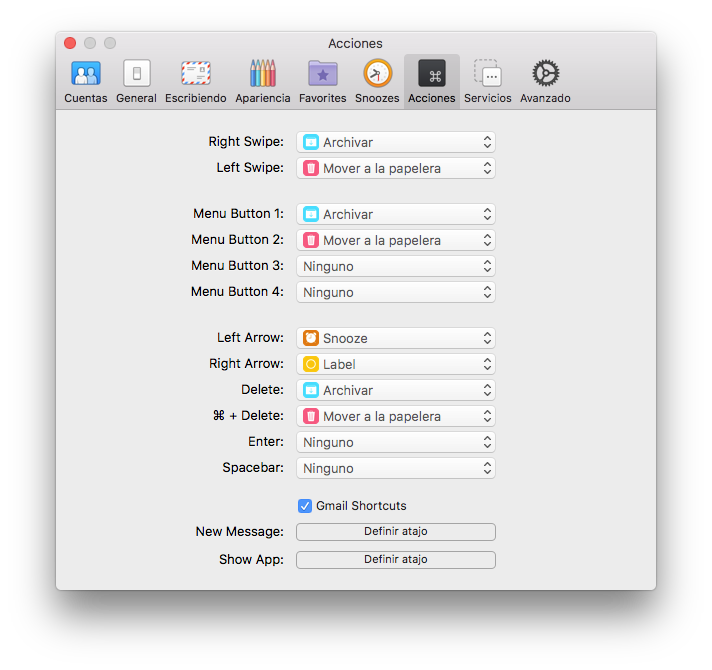 Acciones
Cuentas General Escribiendo Apariencia Favorites Snoozes Acciones Servicios Avanzado
Right Swipe: Archivar
Left Swipe: Mover a la papelera
Menu Button 1: Archivar
Menu Button 2: Mover a la papelera
Menu Button 3: Ninguno
Menu Button 4: Ninguno
Left Arrow: Snooze
Right Arrow: Label
Delete: Archivar
⌘ + Delete: Mover a la papelera
Enter: Ninguno
Spacebar: Ninguno
Gmail Shortcuts
New Message: Definir atajo
Show App: Definir atajo